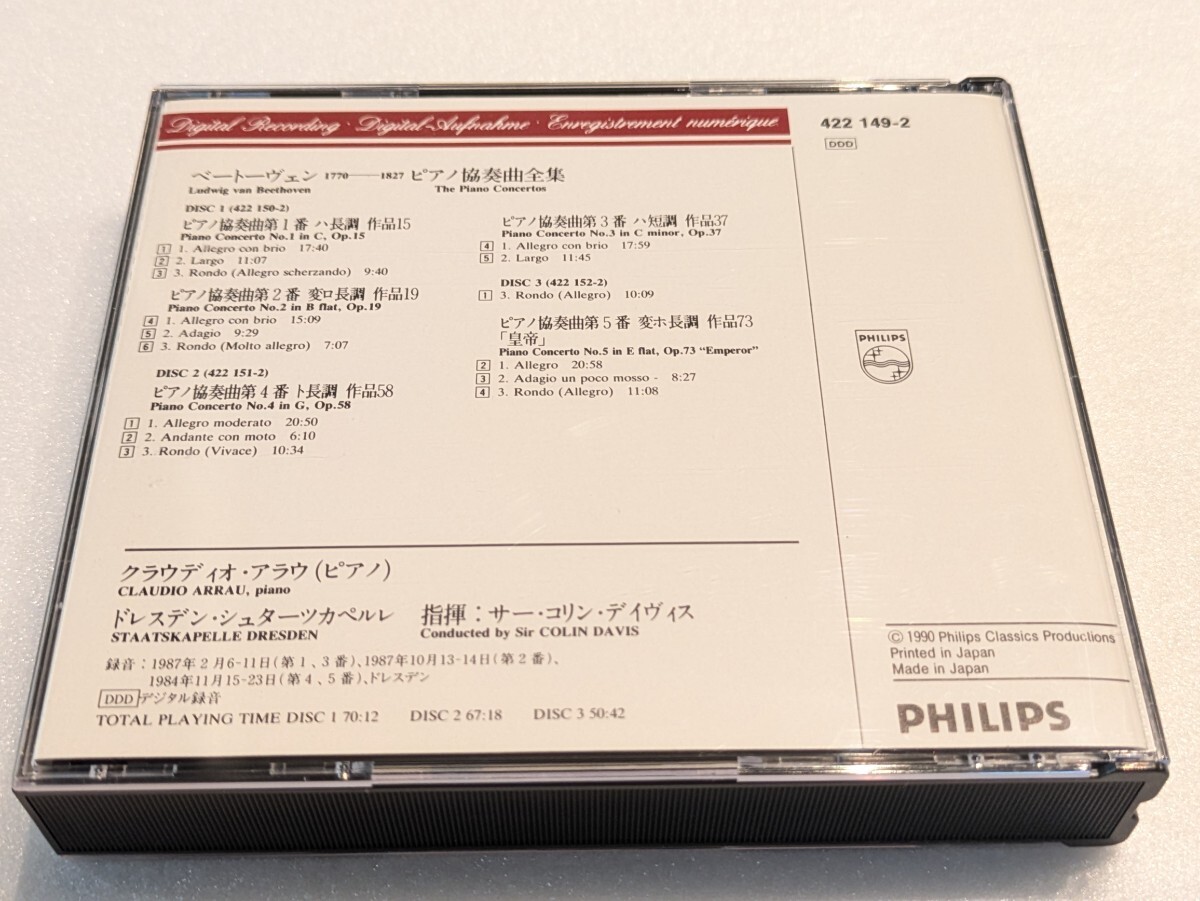 Digital Recording · Digital-Aufnahme · Enregistrement numérique
422 149-2
DDD
ベートーヴェン 1770——1827 ピアノ協奏曲全集
Ludwig van Beethoven The Piano Concertos
DISC 1 (422 150-2)
ピアノ協奏曲第1番 ハ長調 作品15
Piano Concerto No.1 in C, Op.15
1 1. Allegro con brio 17:40
2 2. Largo 11:07
3 3. Rondo (Allegro scherzando) 9:40
ピアノ協奏曲第2番 変ロ長調 作品19
Piano Concerto No.2 in B flat, Op.19
4 1. Allegro con brio 15:09
5 2. Adagio 9:29
6 3. Rondo (Molto allegro) 7:07
DISC 2 (422 151-2)
ピアノ協奏曲第4番 ト長調 作品58
Piano Concerto No.4 in G, Op.58
1 1. Allegro moderato 20:50
2 2. Andante con moto 6:10
3 3. Rondo (Vivace) 10:34
ピアノ協奏曲第3番 ハ短調 作品37
Piano Concerto No.3 in C minor, Op.37
4 1. Allegro con brio 17:59
5 2. Largo 11:45
DISC 3 (422 152-2)
1 3. Rondo (Allegro) 10:09
ピアノ協奏曲第5番 変ホ長調 作品73
「皇帝」
Piano Concerto No.5 in E flat, Op.73 "Emperor"
2 1. Allegro 20:58
3 2. Adagio un poco mosso - 8:27
4 3. Rondo (Allegro) 11:08
PHILIPS
クラウディオ・アラウ(ピアノ)
CLAUDIO ARRAU, piano
ドレスデン・シュターツカペルレ 指揮：サー・コリン・デイヴィス
STAATSKAPELLE DRESDEN Conducted by Sir COLIN DAVIS
録音：1987年2月6-11日(第1、3番)、1987年10月13-14日(第2番)、
1984年11月15-23日(第4、5番)、ドレスデン
DDD デジタル録音
TOTAL PLAYING TIME DISC 1 70:12 DISC 2 67:18 DISC 3 50:42
© 1990 Philips Classics Productions
Printed in Japan
Made in Japan
PHILIPS